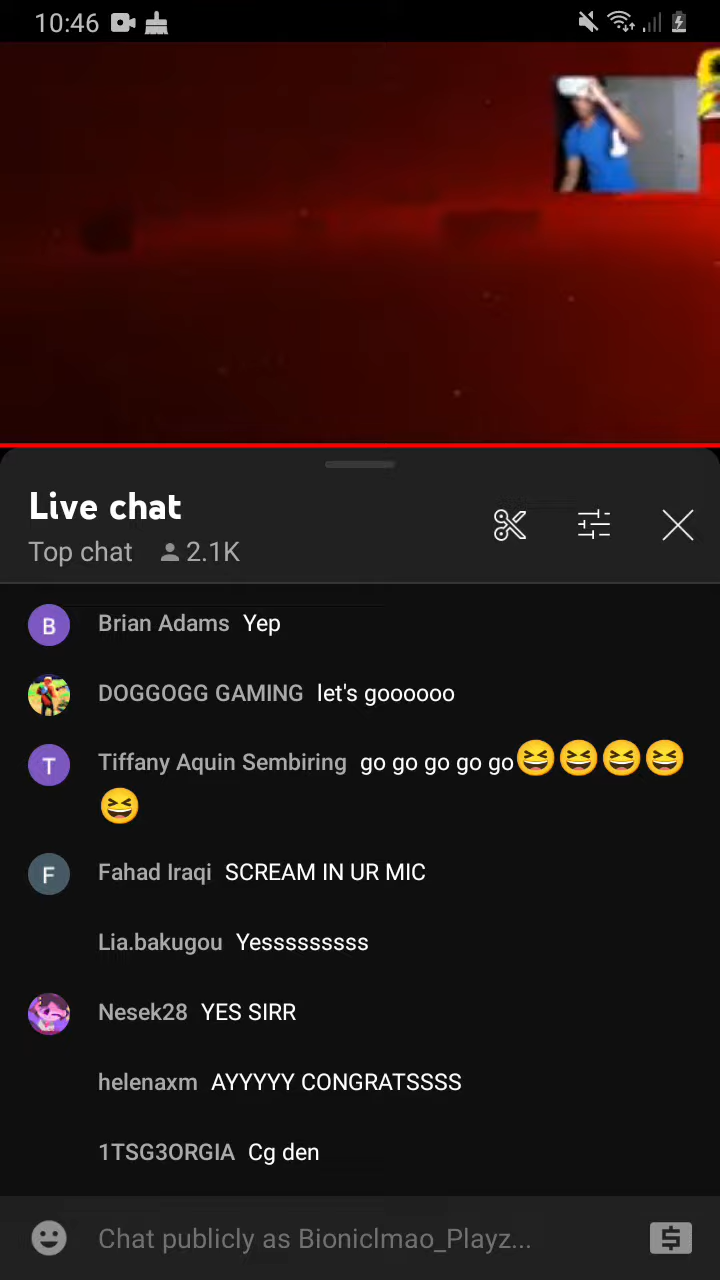 10:46
Live chat
Top chat 2.1K
B Brian Adams Yep
DOGGOGG GAMING let's goooooo
T Tiffany Aquin Sembiring go go go go go😆😆😆😆
😆
F Fahad Iraqi SCREAM IN UR MIC
Lia.bakugou Yesssssssss
Nesek28 YES SIRR
helenaxm AYYYYY CONGRATSSSS
1TSG3ORGIA Cg den
Chat publicly as Bioniclmao_Playz...